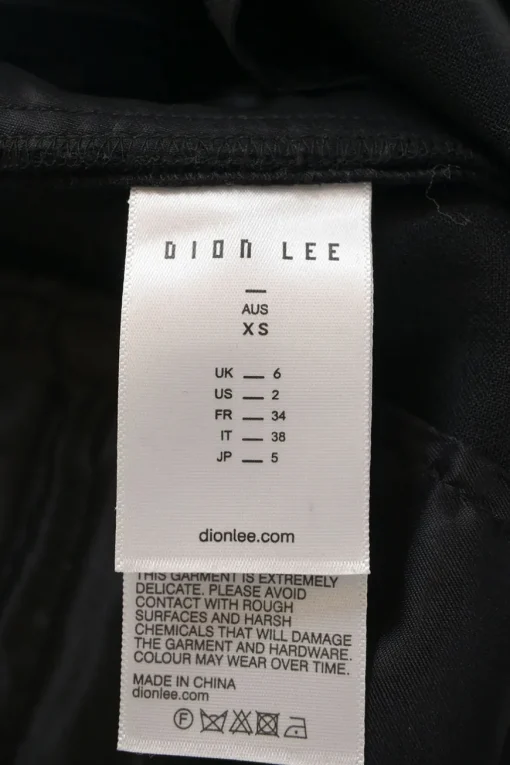 DION LEE
—
AUS
XS
UK — 6
US — 2
FR — 34
IT — 38
JP — 5
dionlee.com
THIS GARMENT IS EXTREMELY
DELICATE. PLEASE AVOID
CONTACT WITH ROUGH
SURFACES AND HARSH
CHEMICALS THAT WILL DAMAGE
THE GARMENT AND HARDWARE.
COLOUR MAY WEAR OVER TIME.
MADE IN CHINA
dionlee.com
F